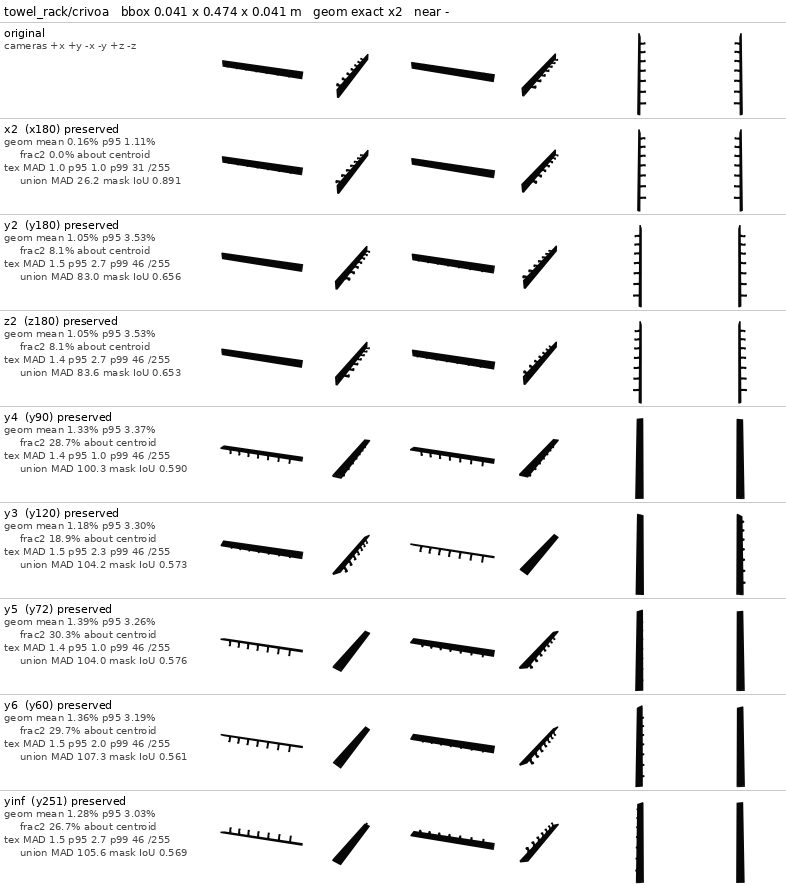 towel_rack/crivoa   bbox 0.041 x 0.474 x 0.041 m   geom exact x2   near -
original
cameras +x +y -x -y +z -z
x2  (x180) preserved
geom mean 0.16% p95 1.11%
frac2 0.0% about centroid
tex MAD 1.0 p95 1.0 p99 31 /255
union MAD 26.2 mask IoU 0.891
y2  (y180) preserved
geom mean 1.05% p95 3.53%
frac2 8.1% about centroid
tex MAD 1.5 p95 2.7 p99 46 /255
union MAD 83.0 mask IoU 0.656
z2  (z180) preserved
geom mean 1.05% p95 3.53%
frac2 8.1% about centroid
tex MAD 1.4 p95 2.7 p99 46 /255
union MAD 83.6 mask IoU 0.653
y4  (y90) preserved
geom mean 1.33% p95 3.37%
frac2 28.7% about centroid
tex MAD 1.4 p95 1.0 p99 46 /255
union MAD 100.3 mask IoU 0.590
y3  (y120) preserved
geom mean 1.18% p95 3.30%
frac2 18.9% about centroid
tex MAD 1.5 p95 2.3 p99 46 /255
union MAD 104.2 mask IoU 0.573
y5  (y72) preserved
geom mean 1.39% p95 3.26%
frac2 30.3% about centroid
tex MAD 1.4 p95 1.0 p99 46 /255
union MAD 104.0 mask IoU 0.576
y6  (y60) preserved
geom mean 1.36% p95 3.19%
frac2 29.7% about centroid
tex MAD 1.5 p95 2.0 p99 46 /255
union MAD 107.3 mask IoU 0.561
yinf  (y251) preserved
geom mean 1.28% p95 3.03%
frac2 26.7% about centroid
tex MAD 1.5 p95 2.7 p99 46 /255
union MAD 105.6 mask IoU 0.569